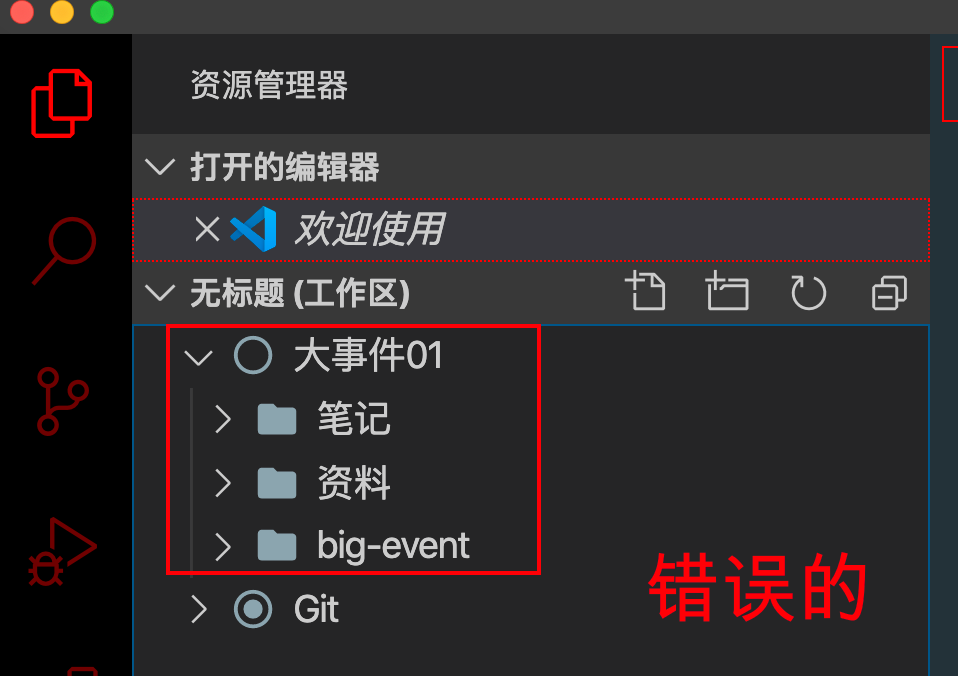 资源管理器
打开的编辑器
欢迎使用
无标题 (工作区)
大事件01
笔记
资料
big-event
错误的
Git